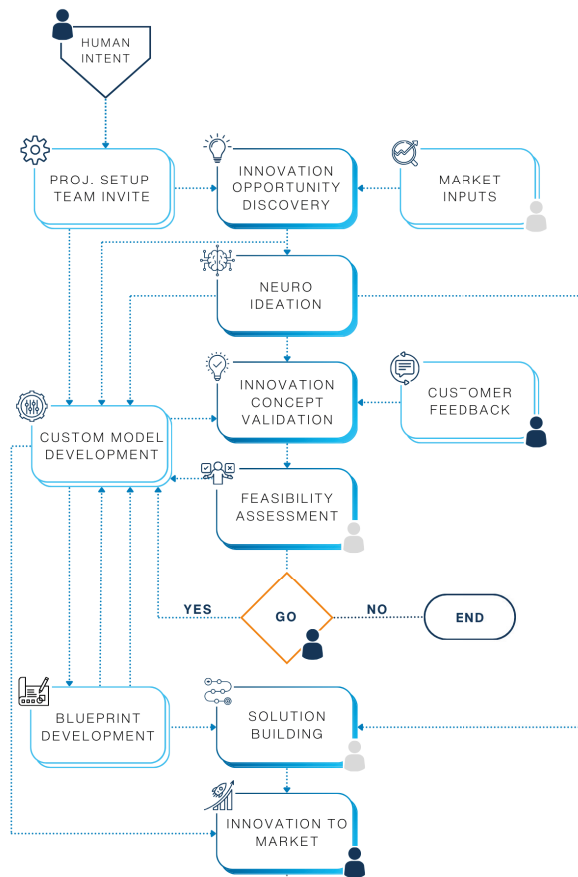 HUMAN
INTENT
PROJ. SETUP
TEAM INVITE
INNOVATION
OPPORTUNITY
DISCOVERY
MARKET
INPUTS
NEURO
IDEATION
INNOVATION
CONCEPT
VALIDATION
CUSTOMER
FEEDBACK
CUSTOM MODEL
DEVELOPMENT
FEASIBILITY
ASSESSMENT
YES
GO
NO
END
BLUEPRINT
DEVELOPMENT
SOLUTION
BUILDING
INNOVATION TO
MARKET